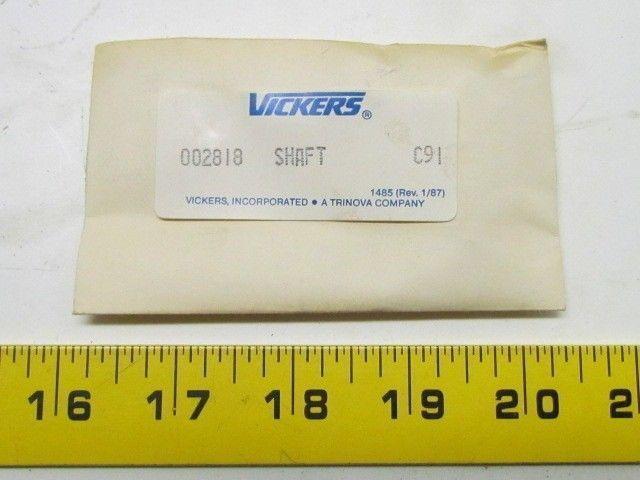 VICKERS®
002818 SHAFT C91
1485 (Rev. 1/87)
VICKERS, INCORPORATED • A TRINOVA COMPANY
16 17 18 19 20 2